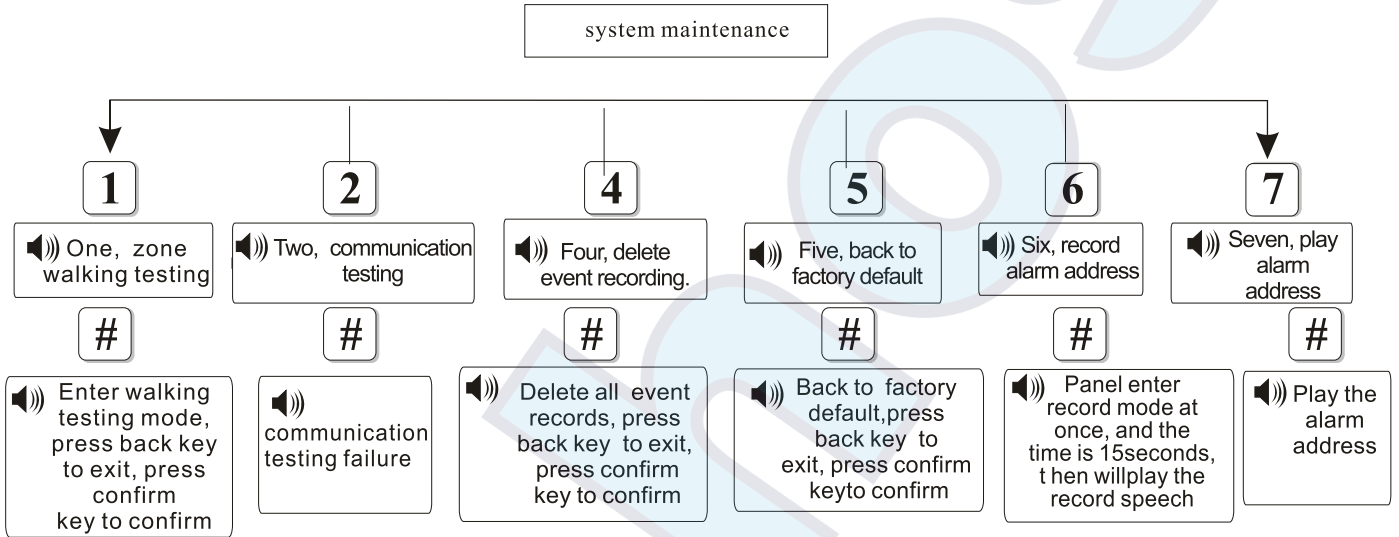 system maintenance
1
2
4
5
6
7
One, zone
walking testing
Two, communication
testing
Four, delete
event recording.
Five, back to
factory default
Six, record
alarm address
Seven, play
alarm
address
#
#
#
#
#
#
Enter walking
testing mode,
press back key
to exit, press
confirm
key to confirm
communication
testing failure
Delete all event
records, press
back key to exit,
press confirm
key to confirm
Back to factory
default,press
back key to
exit, press confirm
keyto confirm
Panel enter
record mode at
once, and the
time is 15seconds,
t hen willplay the
record speech
Play the
alarm
address